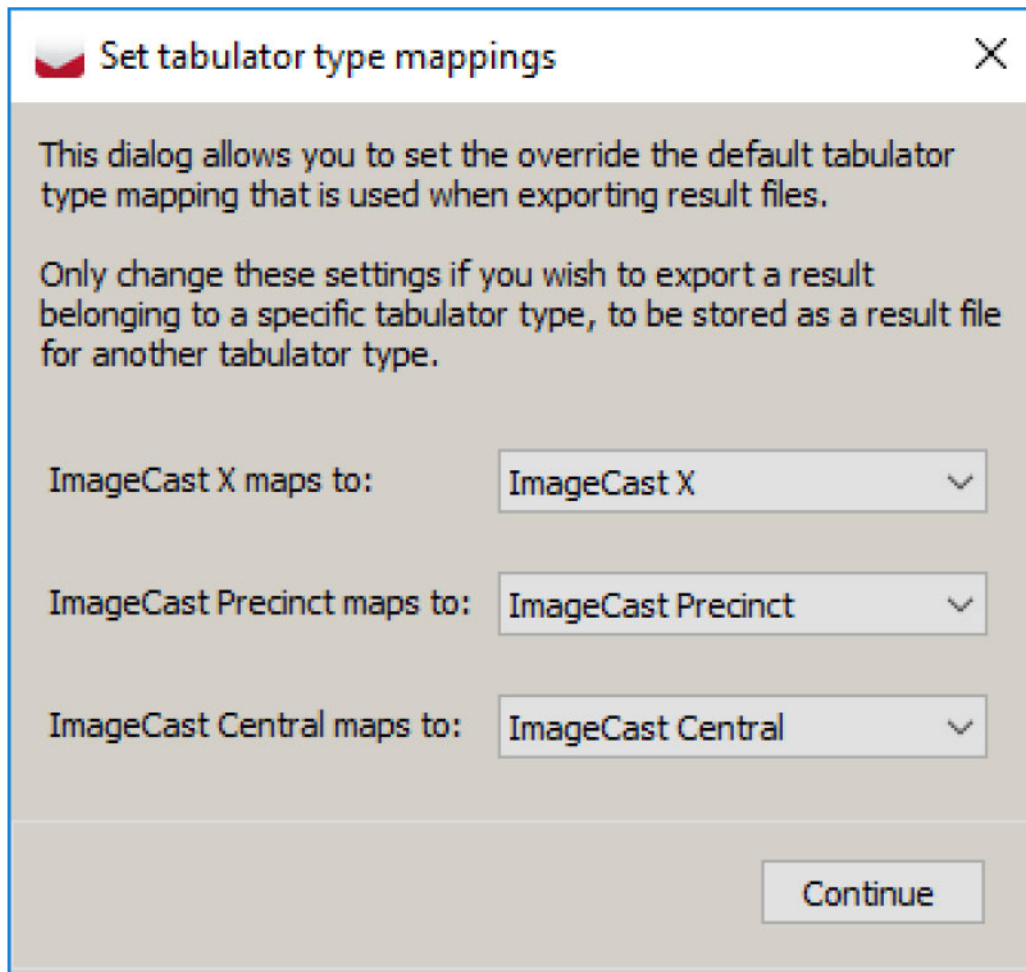 Set tabulator type mappings
This dialog allows you to set the override the default tabulator
type mapping that is used when exporting result files.
Only change these settings if you wish to export a result
belonging to a specific tabulator type, to be stored as a result file
for another tabulator type.
ImageCast X maps to: ImageCast X
ImageCast Precinct maps to: ImageCast Precinct
ImageCast Central maps to: ImageCast Central
Continue